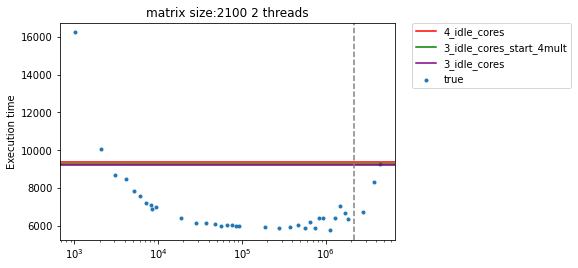 matrix size:2100 2 threads
Execution time
16000
14000
12000
10000
8000
6000
10³
10⁴
10⁵
10⁶
4_idle_cores
3_idle_cores_start_4mult
3_idle_cores
true